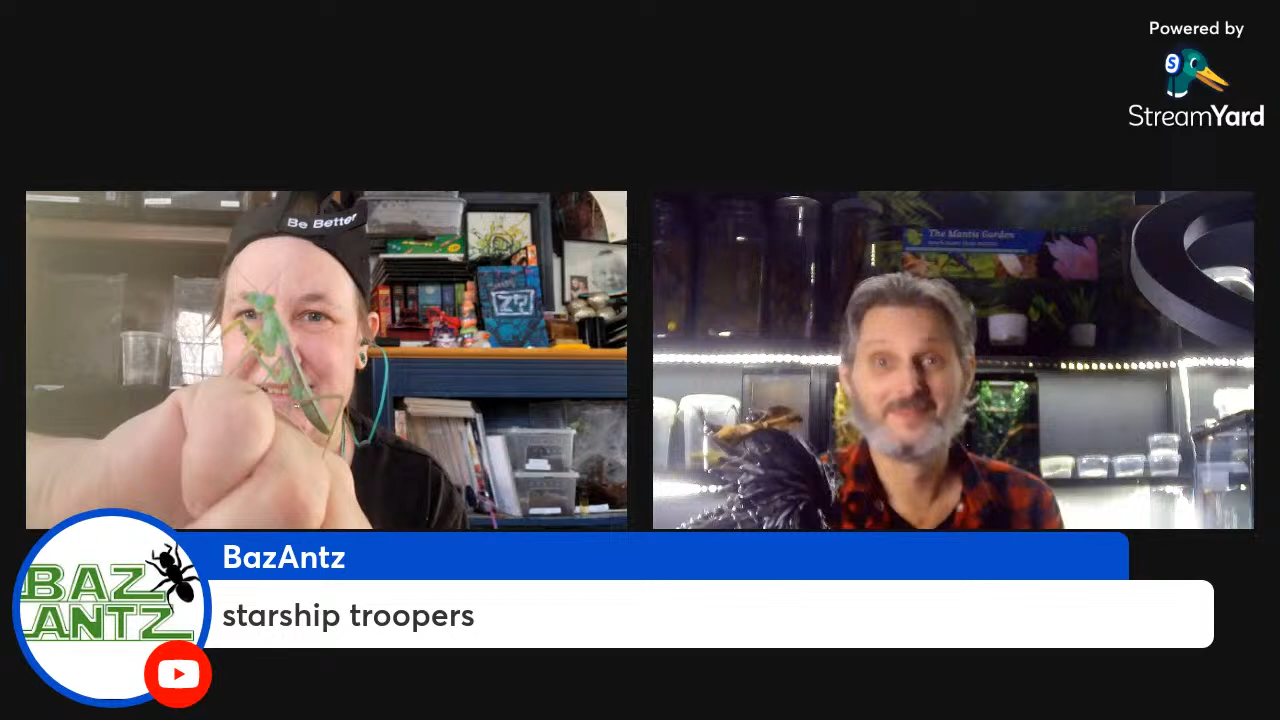 Powered by
StreamYard
Be Better
The Mantis Garden
BazAntz
starship troopers
BAZ
ANTZ